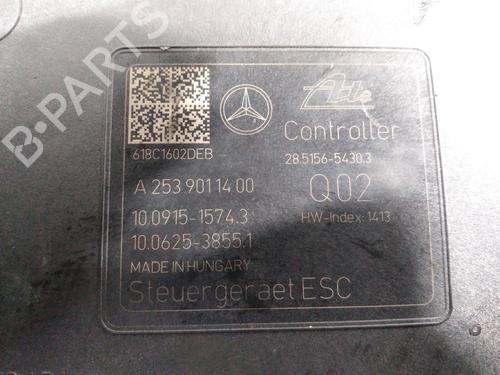 B-PARTS
618C1602DEB
Ate
Controller
28.5156-5430.3
A 253 901 14 00
Q02
10.0915-1574.3
HW-Index: 1413
10.0625-3855.1
MADE IN HUNGARY
Steuergeraet ESC